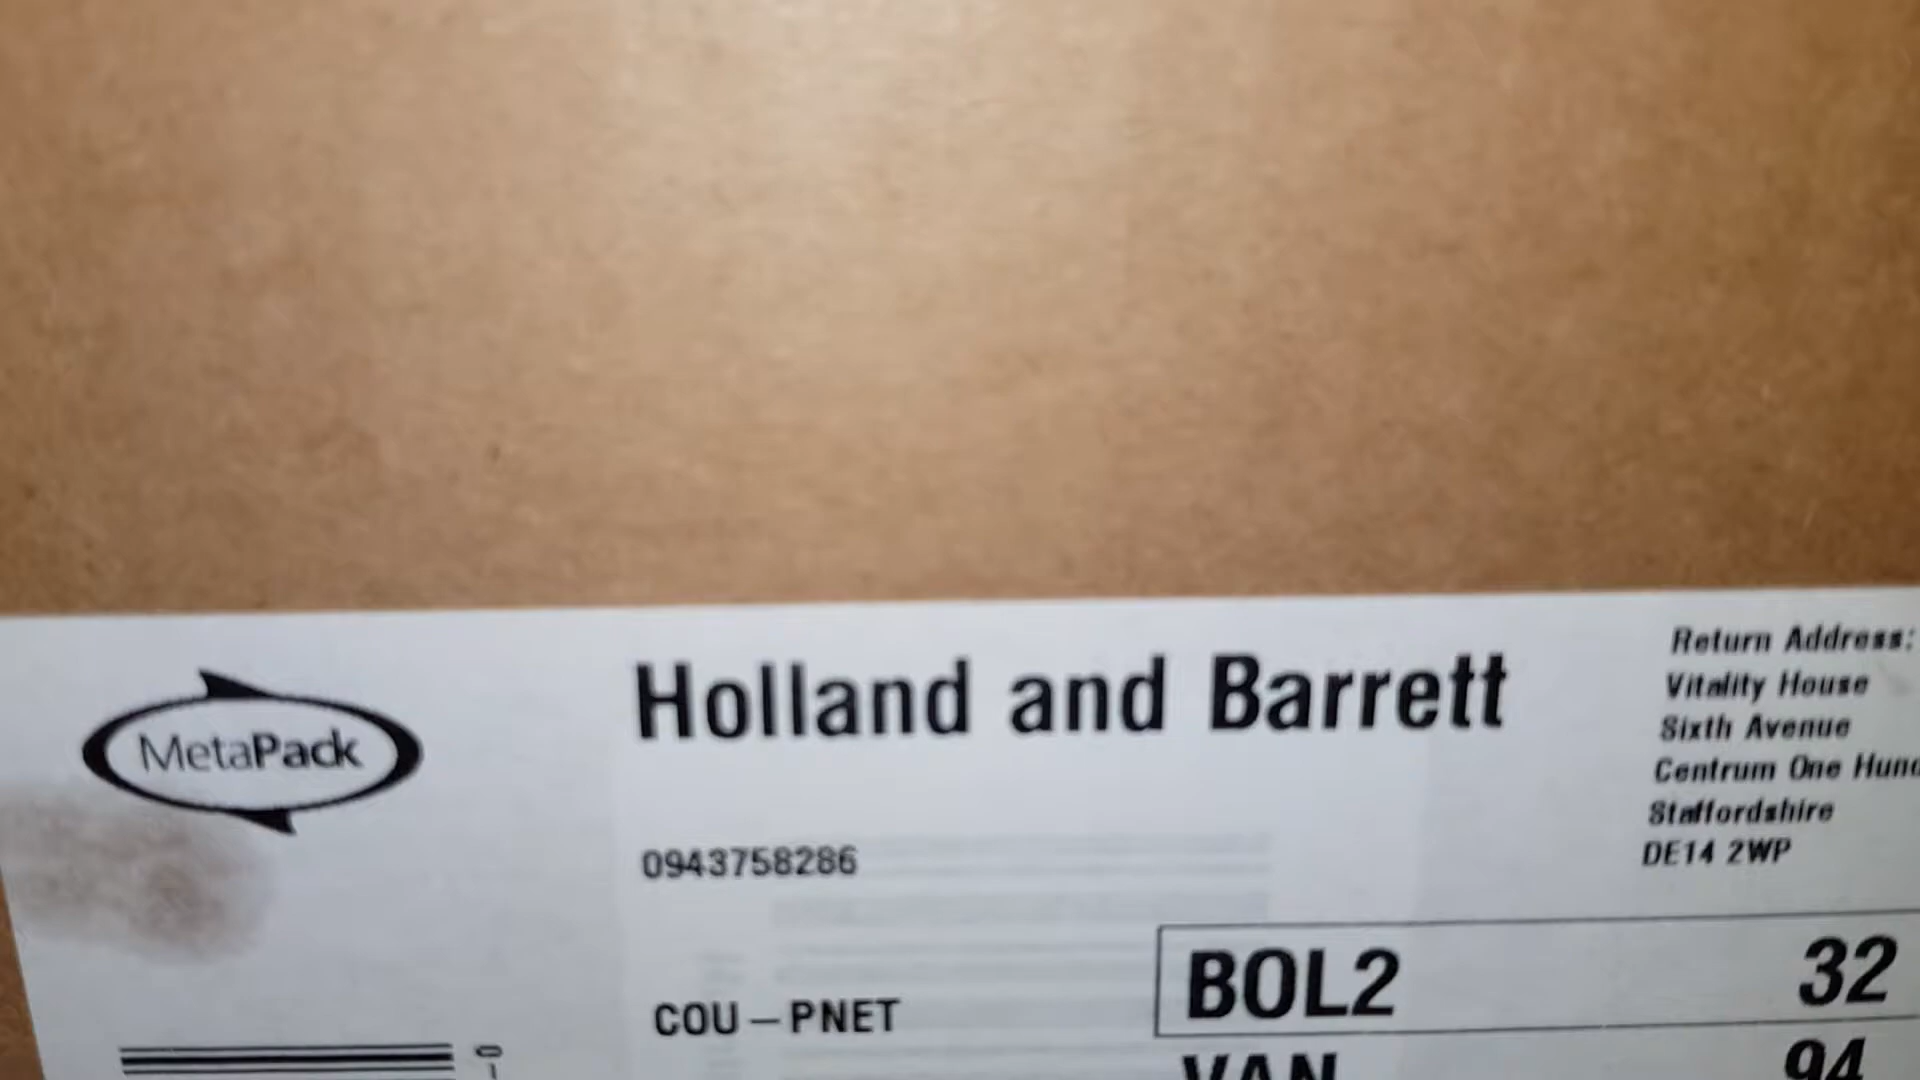 MetaPack
Holland and Barrett
Return Address:
Vitality House
Sixth Avenue
Centrum One
Staffordshire
DE14 2WP
0943758286
COU-PNET
BOL2 32
VAN 94